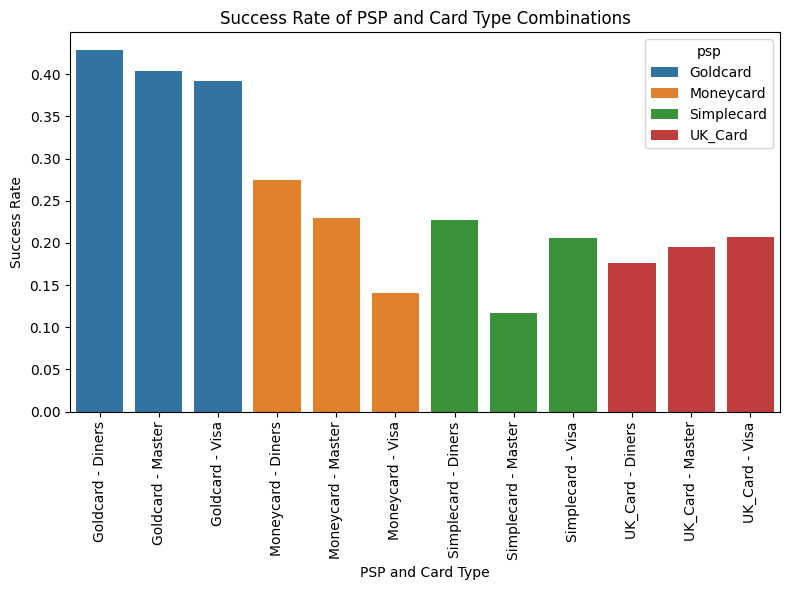 Success Rate of PSP and Card Type Combinations
psp
Goldcard
Moneycard
Simplecard
UK_Card
Success Rate
0.40
0.35
0.30
0.25
0.20
0.15
0.10
0.05
0.00
Goldcard - Diners
Goldcard - Master
Goldcard - Visa
Moneycard - Diners
Moneycard - Master
Moneycard - Visa
Simplecard - Diners
Simplecard - Master
Simplecard - Visa
UK_Card - Diners
UK_Card - Master
UK_Card - Visa
PSP and Card Type